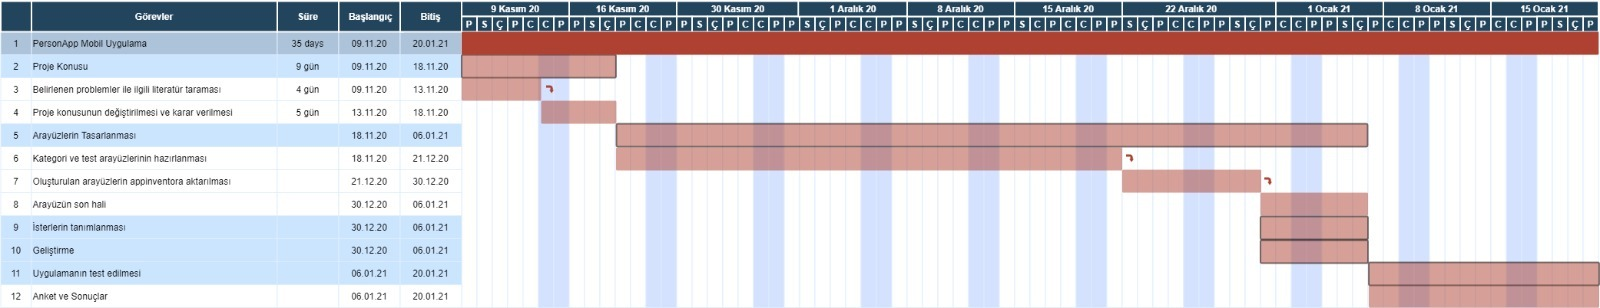 Görevler Süre Başlangıç Bitiş
9 Kasım 20 16 Kasım 20 30 Kasım 20 1 Aralık 20 8 Aralık 20 15 Aralık 20 22 Aralık 20 1 Ocak 21 8 Ocak 21 15 Ocak 21
P S Ç P C C P P S Ç P C C P P S Ç P C C P P S Ç P C C P P S Ç P C C P P S Ç P C C P P S Ç P C C P P S Ç P C C P P S Ç P C C P P S Ç P C C P P S Ç P
1 PersonApp Mobil Uygulama 35 days 09.11.20 20.01.21
2 Proje Konusu 9 gün 09.11.20 18.11.20
3 Belirlenen problemler ile ilgili literatür taraması 4 gün 09.11.20 13.11.20
4 Proje konusunun değiştirilmesi ve karar verilmesi 5 gün 13.11.20 18.11.20
5 Arayüzlerin Tasarlanması 18.11.20 06.01.21
6 Kategori ve test arayüzlerinin hazırlanması 18.11.20 21.12.20
7 Oluşturulan arayüzlerin appinventora aktarılması 21.12.20 30.12.20
8 Arayüzün son hali 30.12.20 06.01.21
9 İsterlerin tanımlanması 30.12.20 06.01.21
10 Geliştirme 30.12.20 06.01.21
11 Uygulamanın test edilmesi 06.01.21 20.01.21
12 Anket ve Sonuçlar 06.01.21 20.01.21